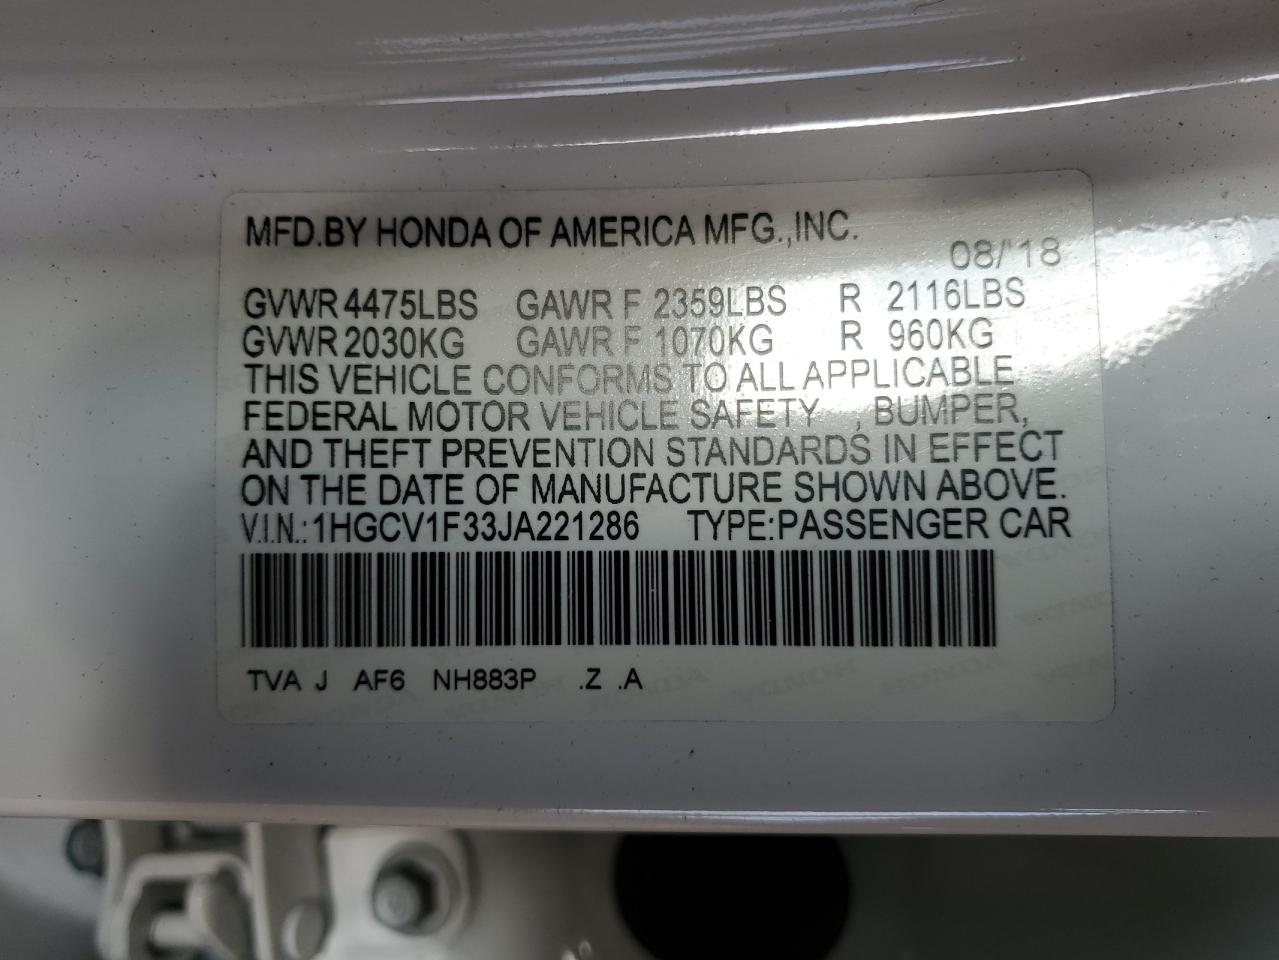 MFD.BY HONDA OF AMERICA MFG.,INC.
08/'18
GVWR 4475LBS GAWR F 2359LBS R 2116LBS
GVWR 2030KG GAWR F 1070KG R 960KG
THIS VEHICLE CONFORMS TO ALL APPLICABLE
FEDERAL MOTOR VEHICLE SAFETY , BUMPER,
AND THEFT PREVENTION STANDARDS IN EFFECT
ON THE DATE OF MANUFACTURE SHOWN ABOVE.
V.I.N.:1HGCV1F33JA221286 TYPE:PASSENGER CAR
TVA J AF6 NH883P .Z .A